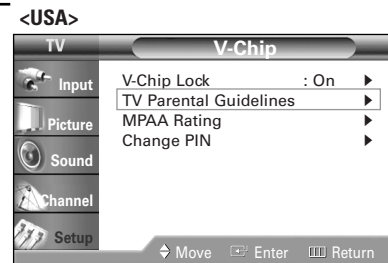 <USA>
TV V-Chip
Input
Picture
Sound
Channel
Setup
V-Chip Lock : On
TV Parental Guidelines
MPAA Rating
Change PIN
Move Enter Return